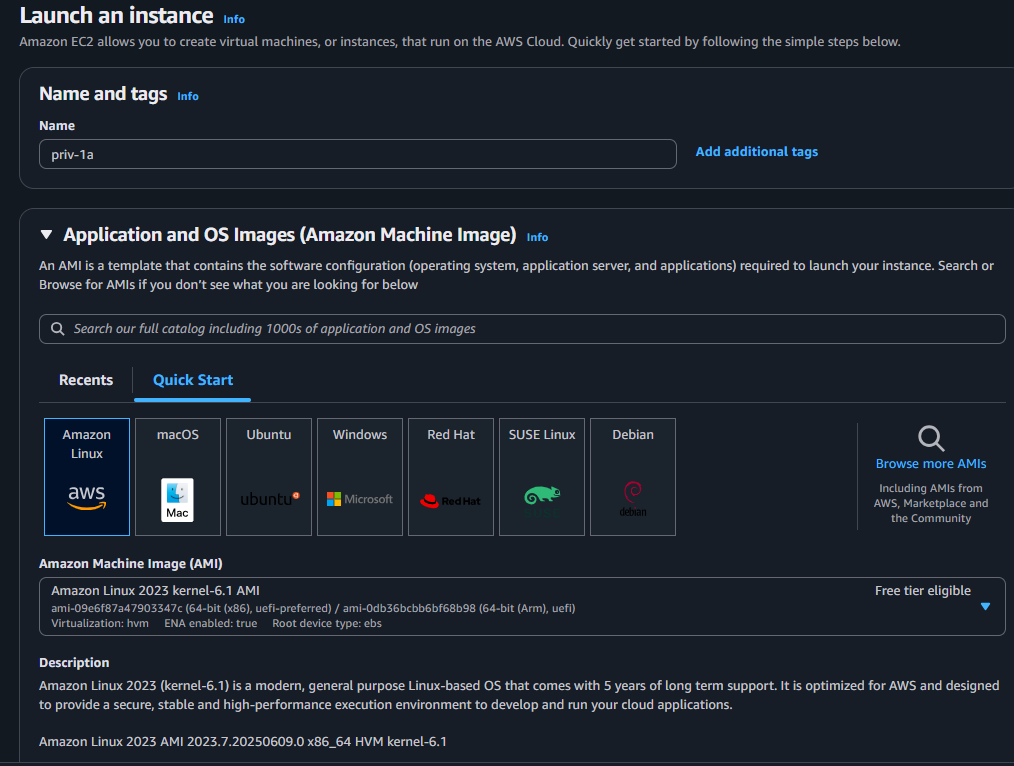 Launch an instance Info
Amazon EC2 allows you to create virtual machines, or instances, that run on the AWS Cloud. Quickly get started by following the simple steps below.
Name and tags Info
Name
priv-1a
Add additional tags
Application and OS Images (Amazon Machine Image) Info
An AMI is a template that contains the software configuration (operating system, application server, and applications) required to launch your instance. Search or
Browse for AMIs if you don’t see what you are looking for below
Search our full catalog including 1000s of application and OS images
Recents
Quick Start
Amazon
Linux
aws
macOS
Mac
Ubuntu
ubuntu
Windows
Microsoft
Red Hat
Red Hat
SUSE Linux
Debian
debian
Browse more AMIs
Including AMIs from
AWS, Marketplace and
the Community
Amazon Machine Image (AMI)
Amazon Linux 2023 kernel-6.1 AMI
Free tier eligible
ami-09e6f87a47903347c (64-bit (x86), uefi-preferred) / ami-0db36bcbb6bf68b98 (64-bit (Arm), uefi)
Virtualization: hvm ENA enabled: true Root device type: ebs
Description
Amazon Linux 2023 (kernel-6.1) is a modern, general purpose Linux-based OS that comes with 5 years of long term support. It is optimized for AWS and designed
to provide a secure, stable and high-performance execution environment to develop and run your cloud applications.
Amazon Linux 2023 AMI 2023.7.20250609.0 x86_64 HVM kernel-6.1